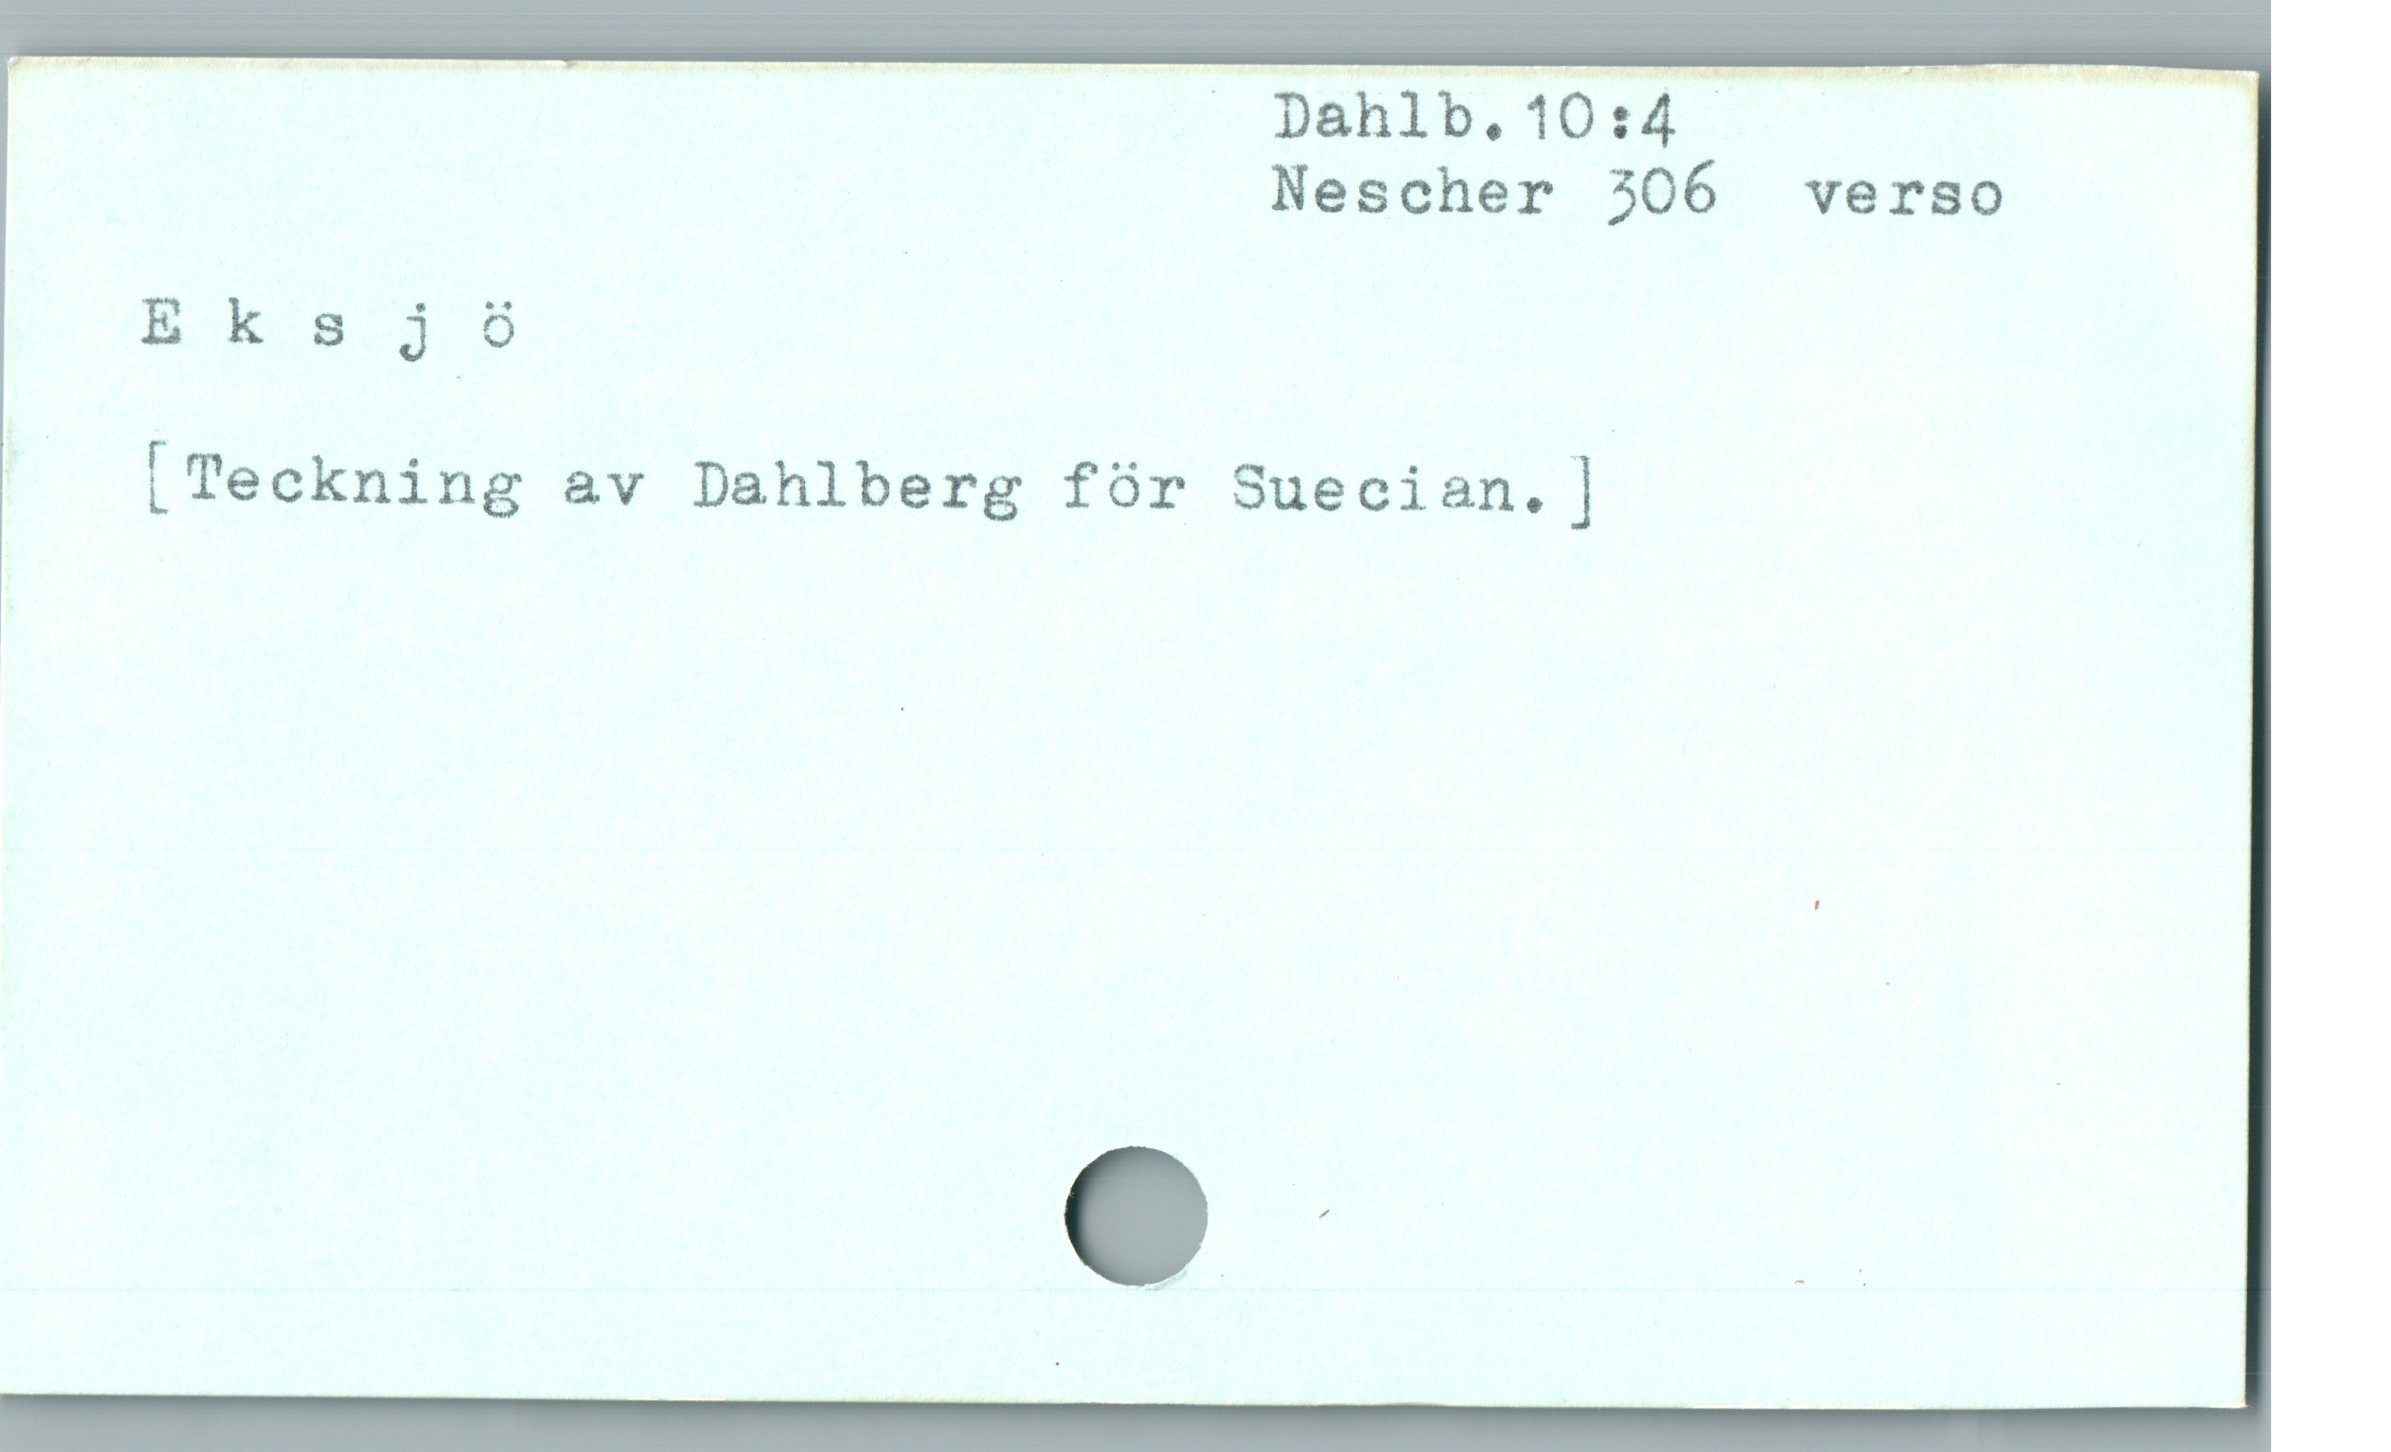 Dahlb.10:4
Nescher 306 verso
E k s j ö
[Teckning av Dahlberg för Suecian.]